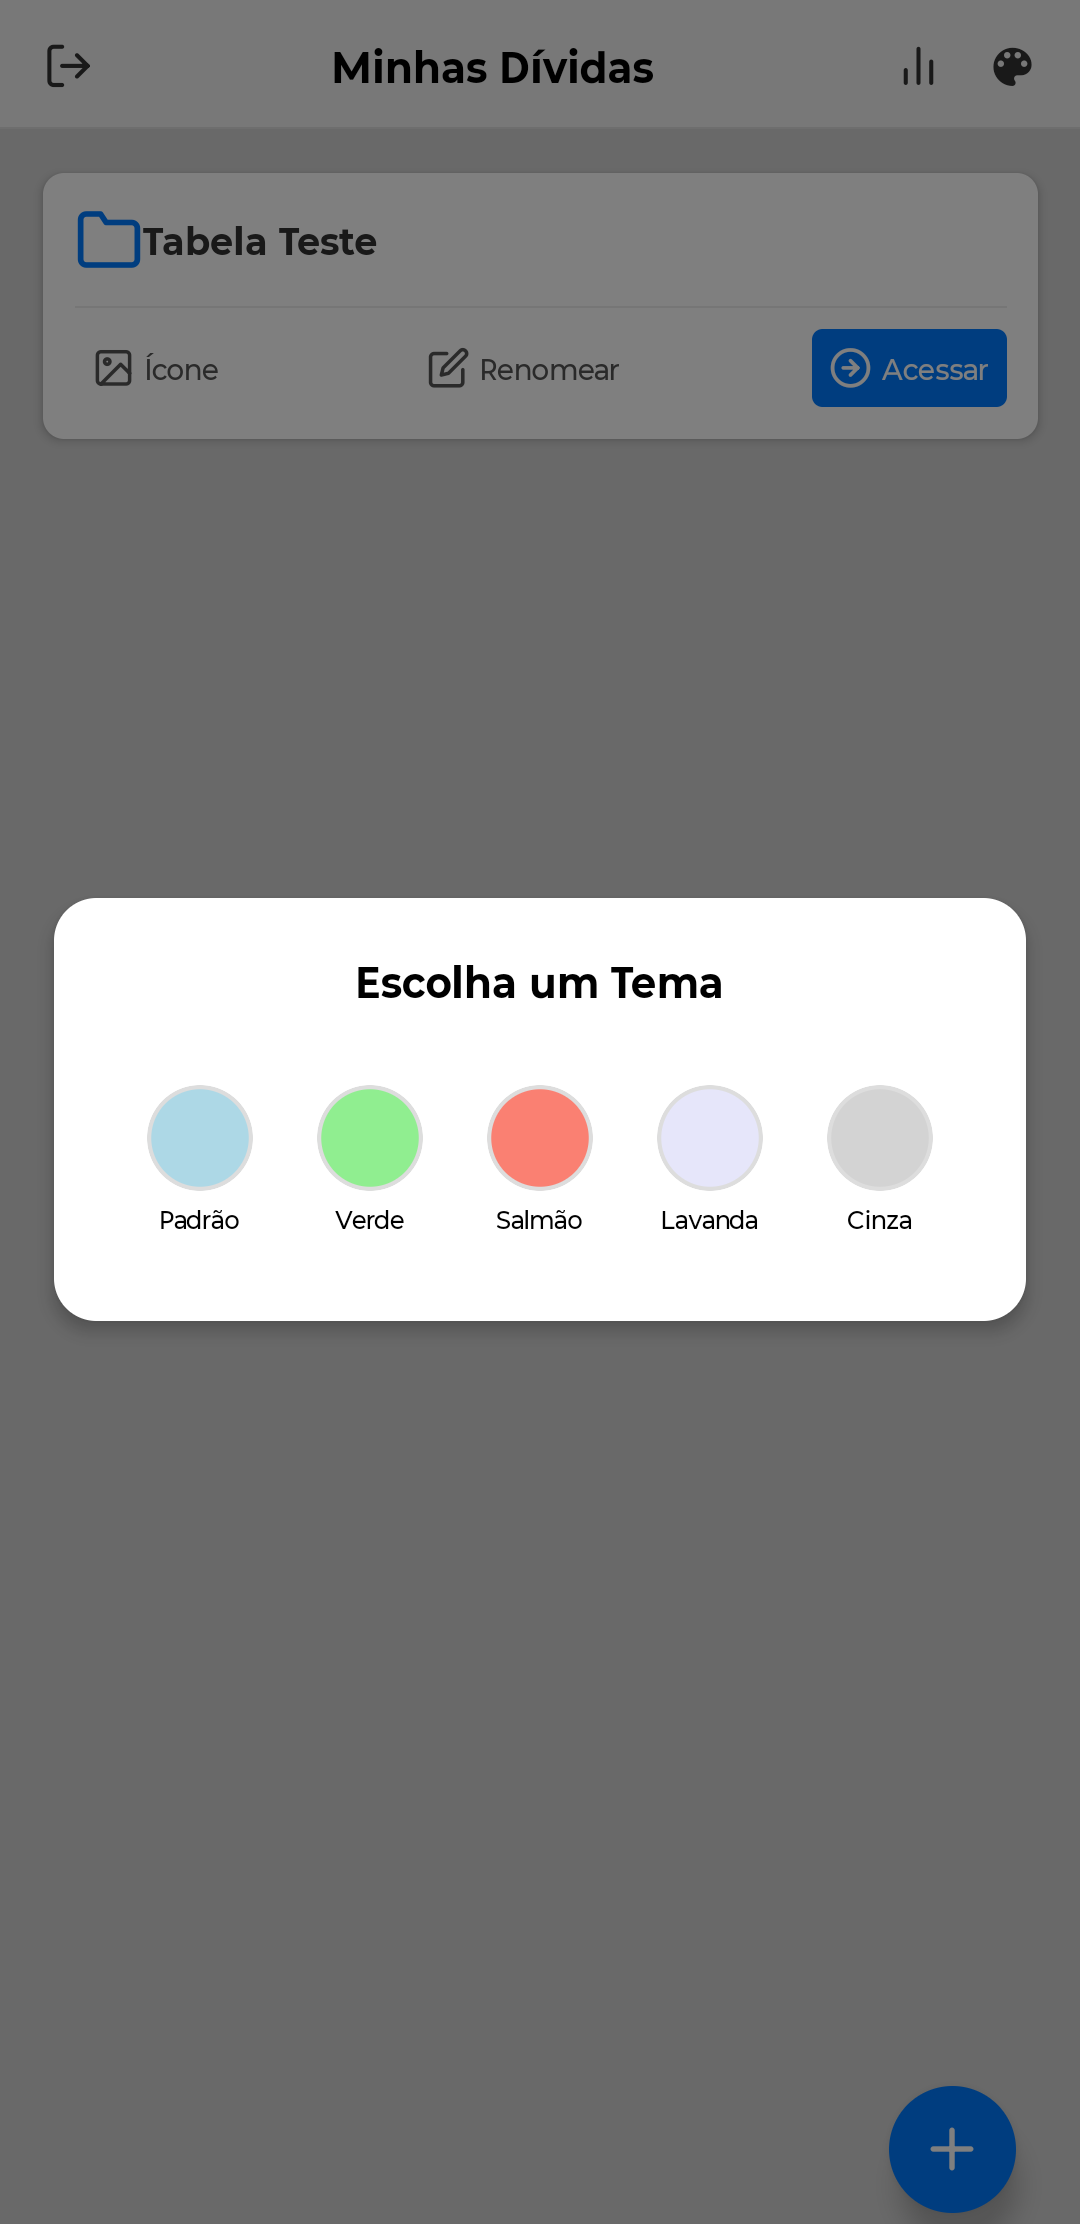 Minhas Dívidas
Tabela Teste
Ícone Renomear Acessar
Escolha um Tema
Padrão Verde Salmão Lavanda Cinza